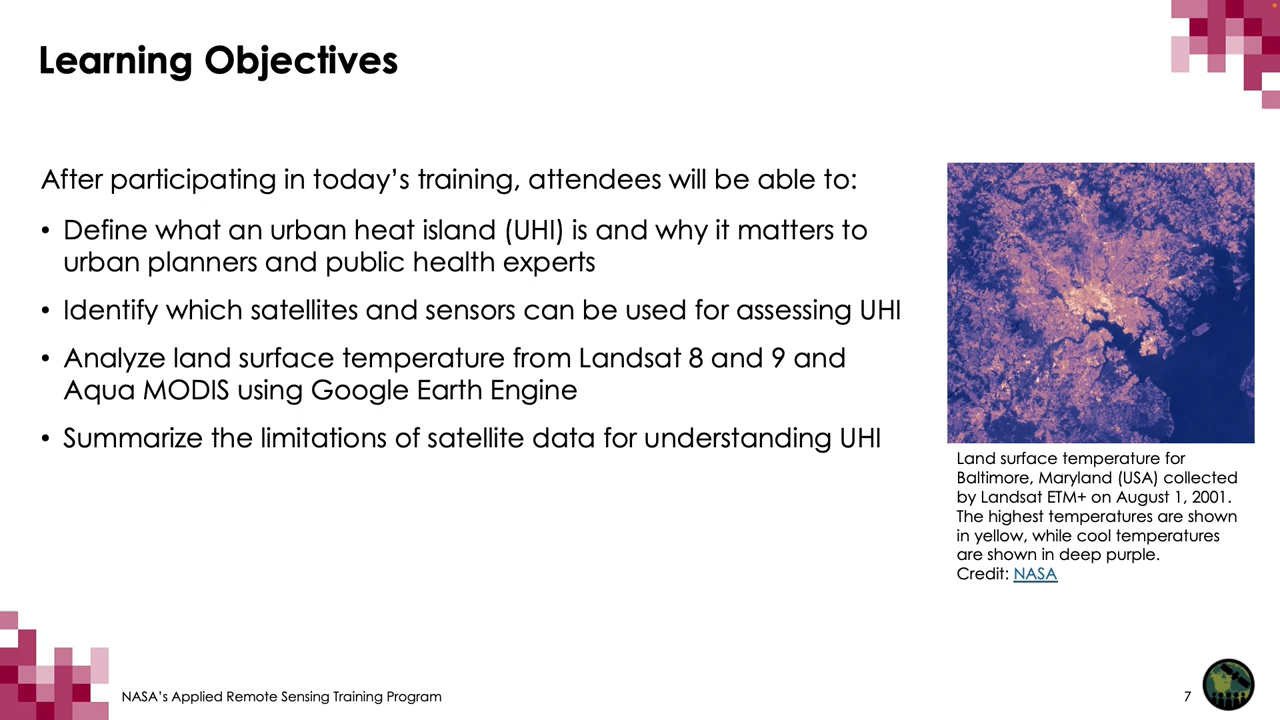 Learning Objectives
After participating in today’s training, attendees will be able to:
• Define what an urban heat island (UHI) is and why it matters to
urban planners and public health experts
• Identify which satellites and sensors can be used for assessing UHI
• Analyze land surface temperature from Landsat 8 and 9 and
Aqua MODIS using Google Earth Engine
• Summarize the limitations of satellite data for understanding UHI
Land surface temperature for
Baltimore, Maryland (USA) collected
by Landsat ETM+ on August 1, 2001.
The highest temperatures are shown
in yellow, while cool temperatures
are shown in deep purple.
Credit: NASA
NASA’s Applied Remote Sensing Training Program
7